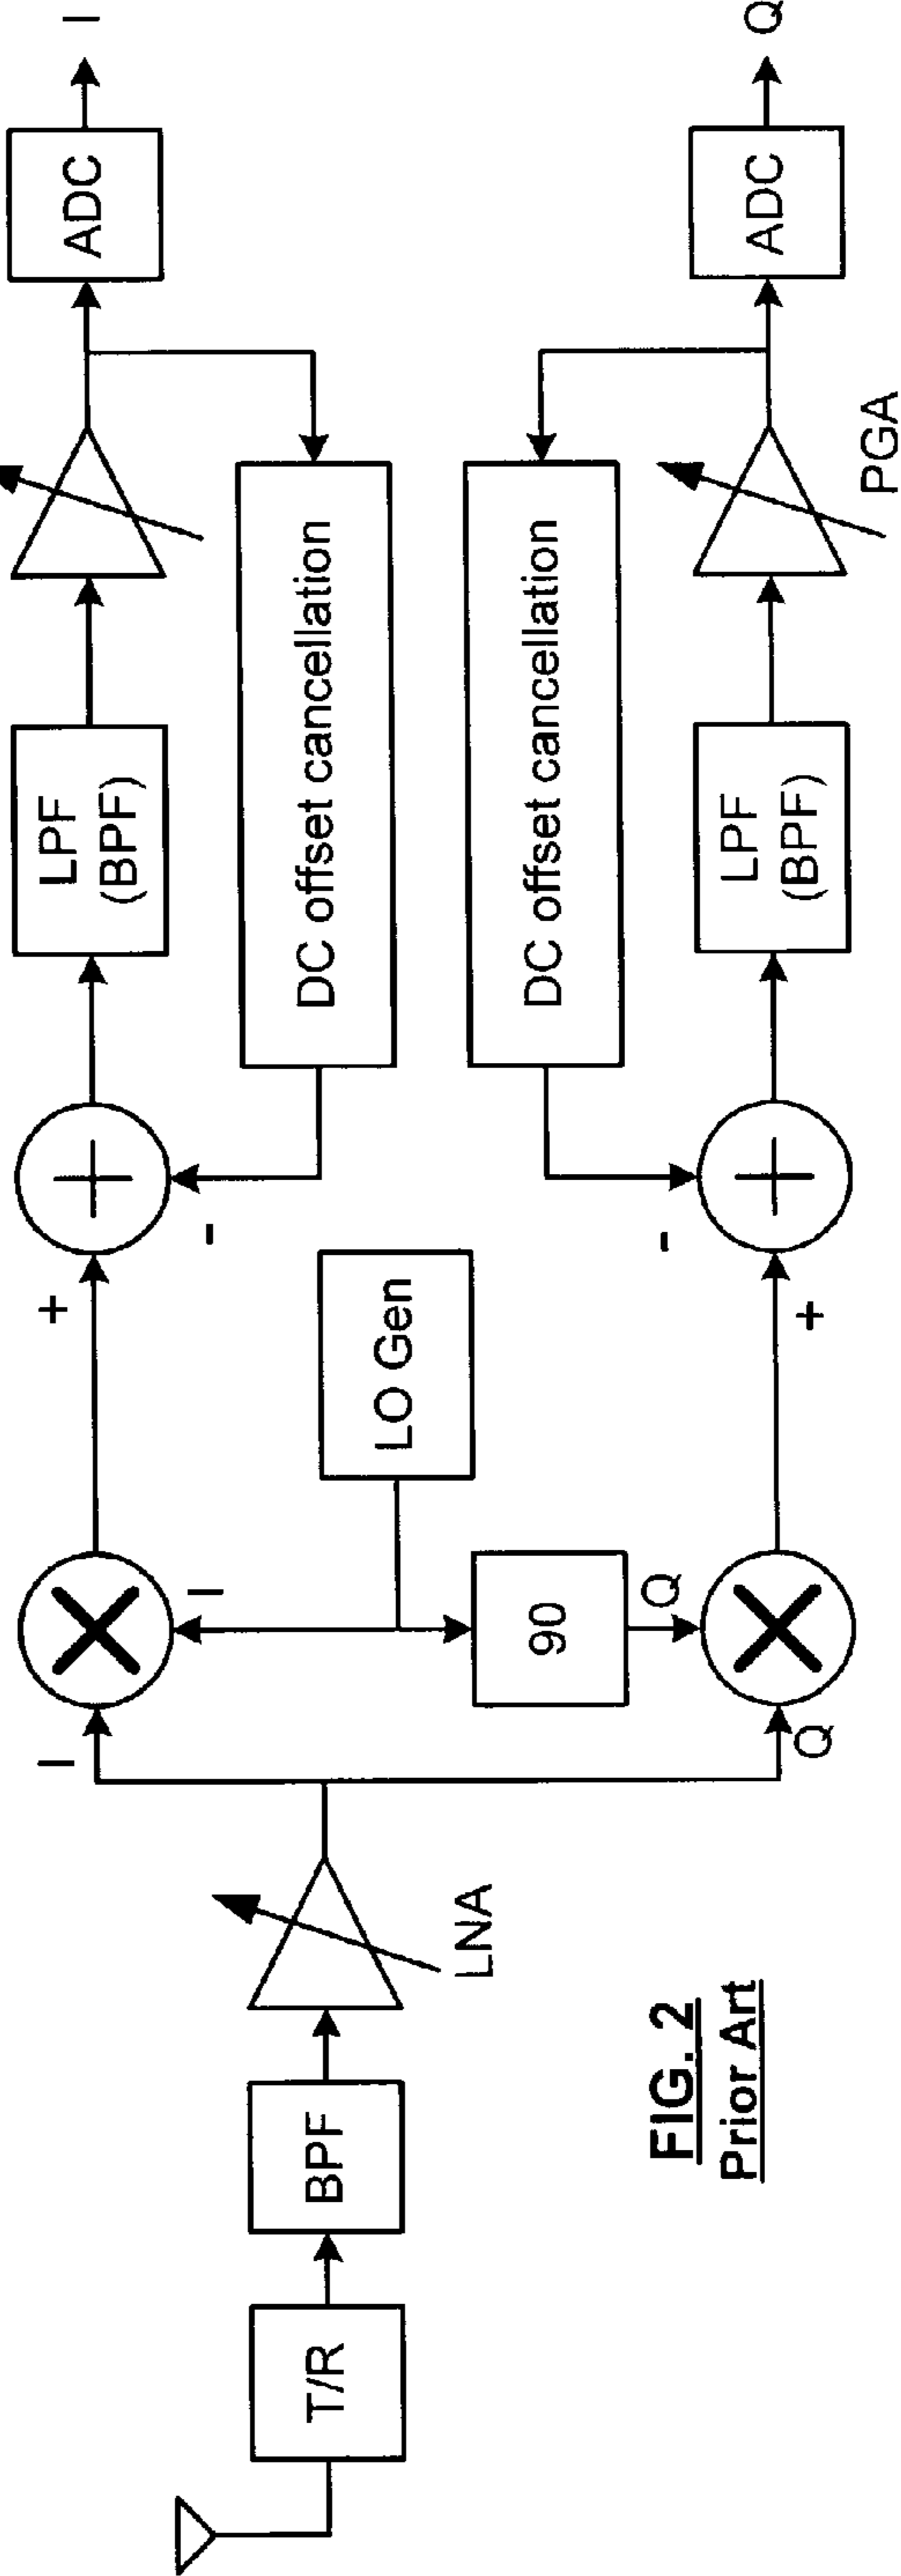 I
ADC
LPF
(BPF)
DC offset cancellation
+
-
I
I
LO Gen
90
Q
Q
T/R
BPF
LNA
+
-
DC offset cancellation
LPF
(BPF)
PGA
ADC
Q
FIG. 2
Prior Art